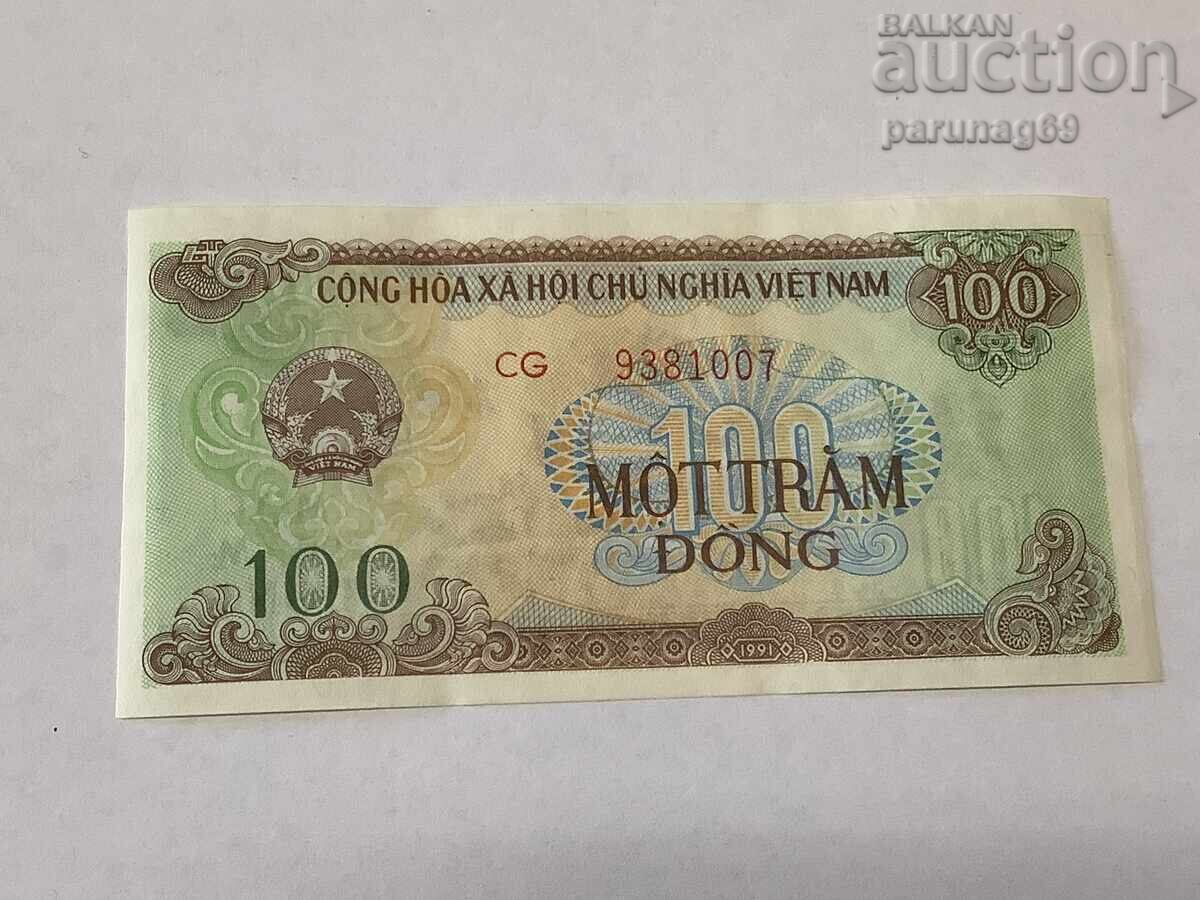 BALKAN
auction
parunag69
CỘNG HÒA XÃ HỘI CHỦ NGHĨA VIỆT NAM
100
CG 9381007
VIỆT NAM
100
MỘT TRĂM
ĐỒNG
100
1991